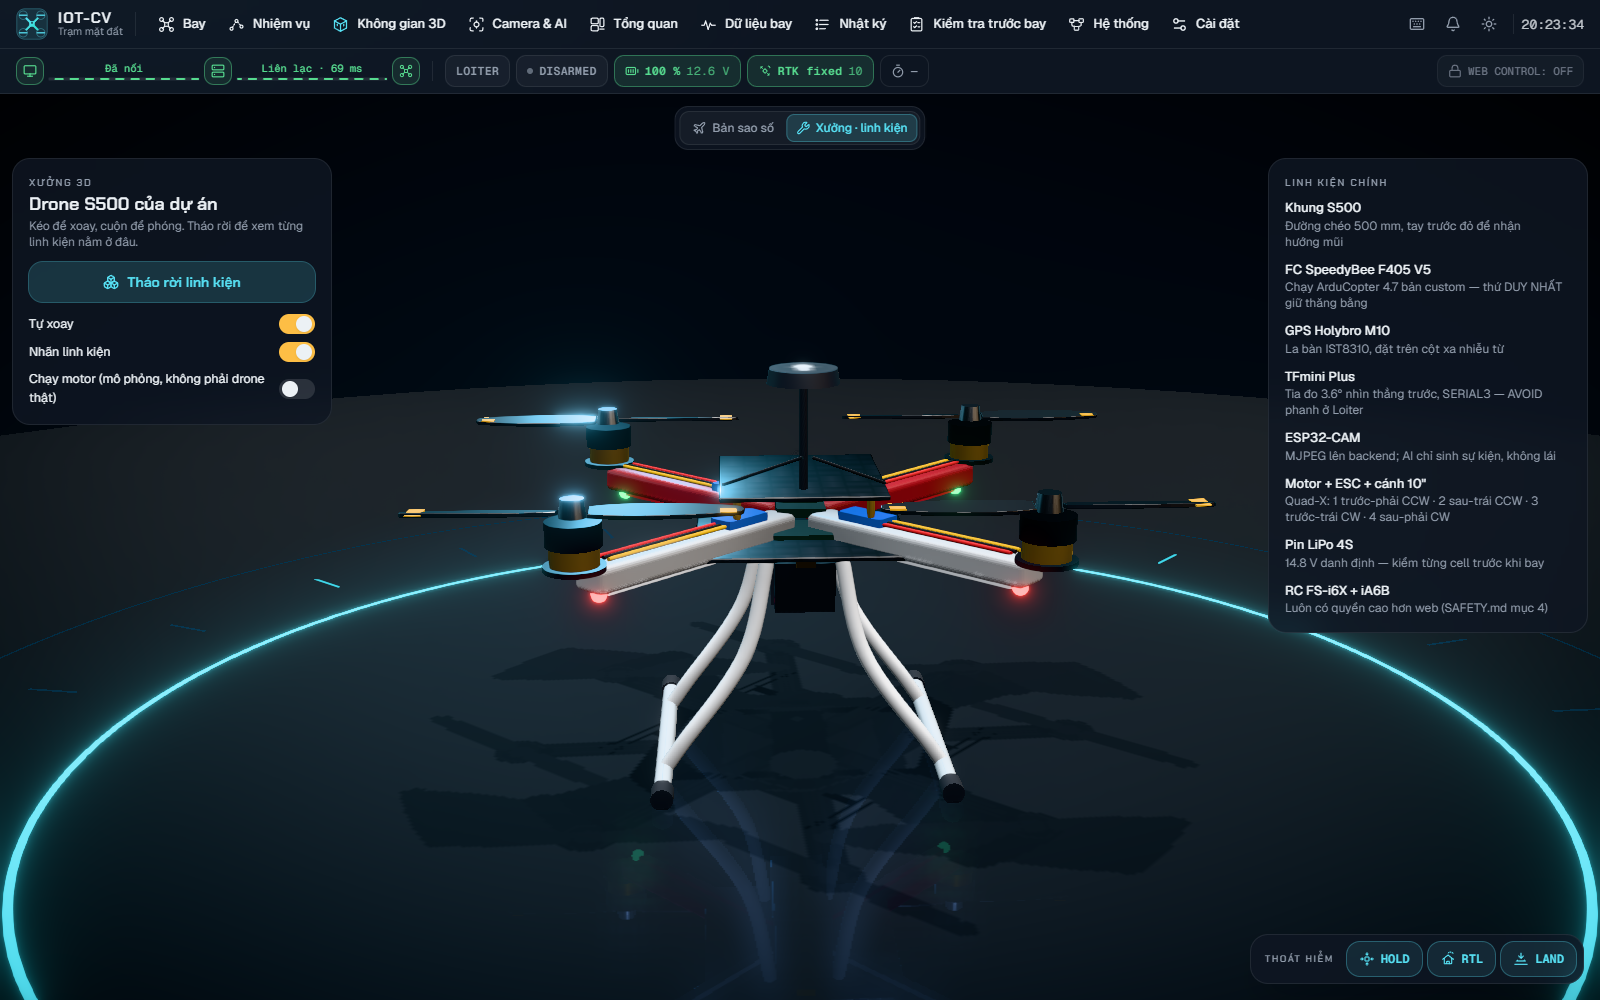 IOT-CV
Trạm mặt đất
Bay
Nhiệm vụ
Không gian 3D
Camera & AI
Tổng quan
Dữ liệu bay
Nhật ký
Kiểm tra trước bay
Hệ thống
Cài đặt
20:23:34
Đã nối
Liên lạc · 69 ms
LOITER
DISARMED
100 % 12.6 V
RTK fixed 10
–
WEB CONTROL: OFF
Bản sao số
Xưởng · linh kiện
XƯỞNG 3D
Drone S500 của dự án
Kéo để xoay, cuộn để phóng. Tháo rời để xem từng
linh kiện nằm ở đâu.
Tháo rời linh kiện
Tự xoay
Nhãn linh kiện
Chạy motor (mô phỏng, không phải drone
thật)
LINH KIỆN CHÍNH
Khung S500
Đường chéo 500 mm, tay trước đỏ để nhận
hướng mũi
FC SpeedyBee F405 V5
Chạy ArduCopter 4.7 bản custom — thứ DUY NHẤT
giữ thăng bằng
GPS Holybro M10
La bàn IST8310, đặt trên cột xa nhiễu từ
TFmini Plus
Tia đo 3.6° nhìn thẳng trước, SERIAL3 — AVOID
phanh ở Loiter
ESP32-CAM
MJPEG lên backend; AI chỉ sinh sự kiện, không lái
Motor + ESC + cánh 10"
Quad-X: 1 trước-phải CCW · 2 sau-trái CCW · 3
trước-trái CW · 4 sau-phải CW
Pin LiPo 4S
14.8 V danh định — kiểm từng cell trước khi bay
RC FS-i6X + iA6B
Luôn có quyền cao hơn web (SAFETY.md mục 4)
THOÁT HIỂM
HOLD
RTL
LAND